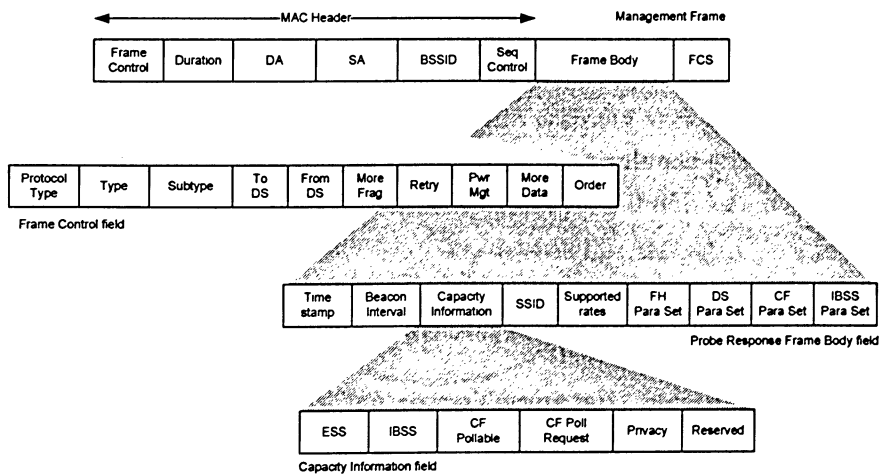 MAC Header
Management Frame
Frame Control
Duration
DA
SA
BSSID
Seq Control
Frame Body
FCS
Protocol Type
Type
Subtype
To DS
From DS
More Frag
Retry
Pwr Mgt
More Data
Order
Frame Control field
Time stamp
Beacon Interval
Capacity Information
SSID
Supported rates
FH Para Set
DS Para Set
CF Para Set
IBSS Para Set
Probe Response Frame Body field
ESS
IBSS
CF Pollable
CF Poll Request
Privacy
Reserved
Capacity Information field